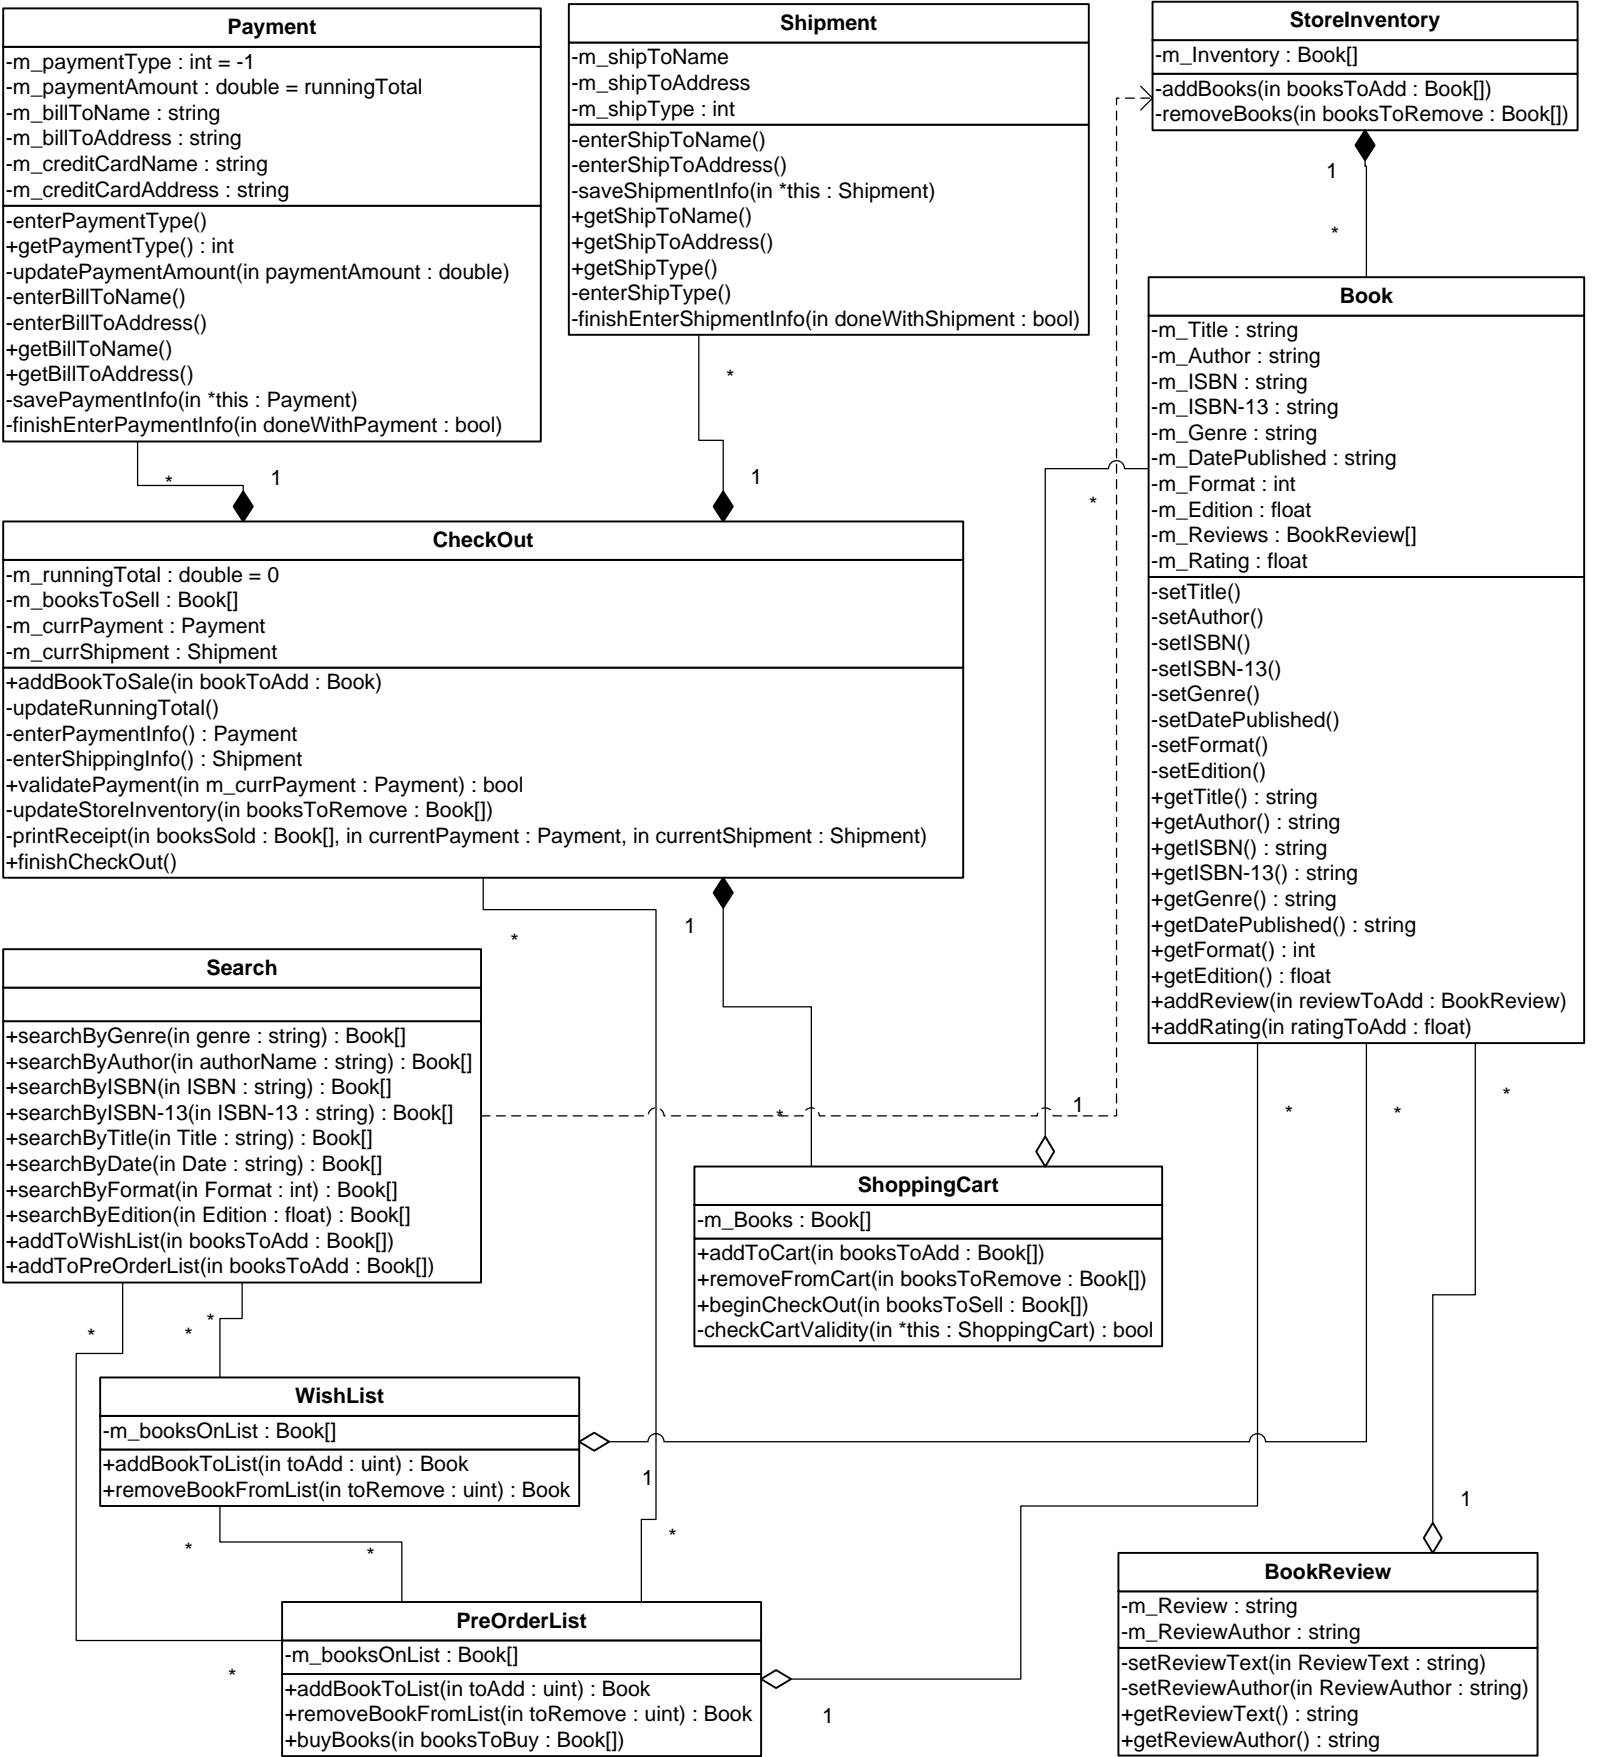 Payment
-m_paymentType : int = -1
-m_paymentAmount : double = runningTotal
-m_billToName : string
-m_billToAddress : string
-m_creditCardName : string
-m_creditCardAddress : string
-enterPaymentType()
+getPaymentType() : int
-updatePaymentAmount(in paymentAmount : double)
-enterBillToName()
-enterBillToAddress()
+getBillToName()
+getBillToAddress()
-savePaymentInfo(in *this : Payment)
-finishEnterPaymentInfo(in doneWithPayment : bool)
Shipment
-m_shipToName
-m_shipToAddress
-m_shipType : int
-enterShipToName()
-enterShipToAddress()
-saveShipmentInfo(in *this : Shipment)
+getShipToName()
+getShipToAddress()
+getShipType()
-enterShipType()
-finishEnterShipmentInfo(in doneWithShipment : bool)
StoreInventory
-m_Inventory : Book[]
-addBooks(in booksToAdd : Book[])
-removeBooks(in booksToRemove : Book[])
1
*
Book
-m_Title : string
-m_Author : string
-m_ISBN : string
-m_ISBN-13 : string
-m_Genre : string
-m_DatePublished : string
-m_Format : int
-m_Edition : float
-m_Reviews : BookReview[]
-m_Rating : float
-setTitle()
-setAuthor()
-setISBN()
-setISBN-13()
-setGenre()
-setDatePublished()
-setFormat()
-setEdition()
+getTitle() : string
+getAuthor() : string
+getISBN() : string
+getISBN-13() : string
+getGenre() : string
+getDatePublished() : string
+getFormat() : int
+getEdition() : float
+addReview(in reviewToAdd : BookReview)
+addRating(in ratingToAdd : float)
*
*
1
*
1
*
CheckOut
-m_runningTotal : double = 0
-m_booksToSell : Book[]
-m_currPayment : Payment
-m_currShipment : Shipment
+addBookToSale(in bookToAdd : Book)
-updateRunningTotal()
-enterPaymentInfo() : Payment
-enterShippingInfo() : Shipment
+validatePayment(in m_currPayment : Payment) : bool
-updateStoreInventory(in booksToRemove : Book[])
-printReceipt(in booksSold : Book[], in currentPayment : Payment, in currentShipment : Shipment)
+finishCheckOut()
*
1
Search
+searchByGenre(in genre : string) : Book[]
+searchByAuthor(in authorName : string) : Book[]
+searchByISBN(in ISBN : string) : Book[]
+searchByISBN-13(in ISBN-13 : string) : Book[]
+searchByTitle(in Title : string) : Book[]
+searchByDate(in Date : string) : Book[]
+searchByFormat(in Format : int) : Book[]
+searchByEdition(in Edition : float) : Book[]
+addToWishList(in booksToAdd : Book[])
+addToPreOrderList(in booksToAdd : Book[])
*
1
*
*
*
ShoppingCart
-m_Books : Book[]
+addToCart(in booksToAdd : Book[])
+removeFromCart(in booksToRemove : Book[])
+beginCheckOut(in booksToSell : Book[])
-checkCartValidity(in *this : ShoppingCart) : bool
*
*
*
WishList
-m_booksOnList : Book[]
+addBookToList(in toAdd : uint) : Book
+removeBookFromList(in toRemove : uint) : Book
1
*
*
*
1
PreOrderList
-m_booksOnList : Book[]
+addBookToList(in toAdd : uint) : Book
+removeBookFromList(in toRemove : uint) : Book
+buyBooks(in booksToBuy : Book[])
*
1
BookReview
-m_Review : string
-m_ReviewAuthor : string
-setReviewText(in ReviewText : string)
-setReviewAuthor(in ReviewAuthor : string)
+getReviewText() : string
+getReviewAuthor() : string